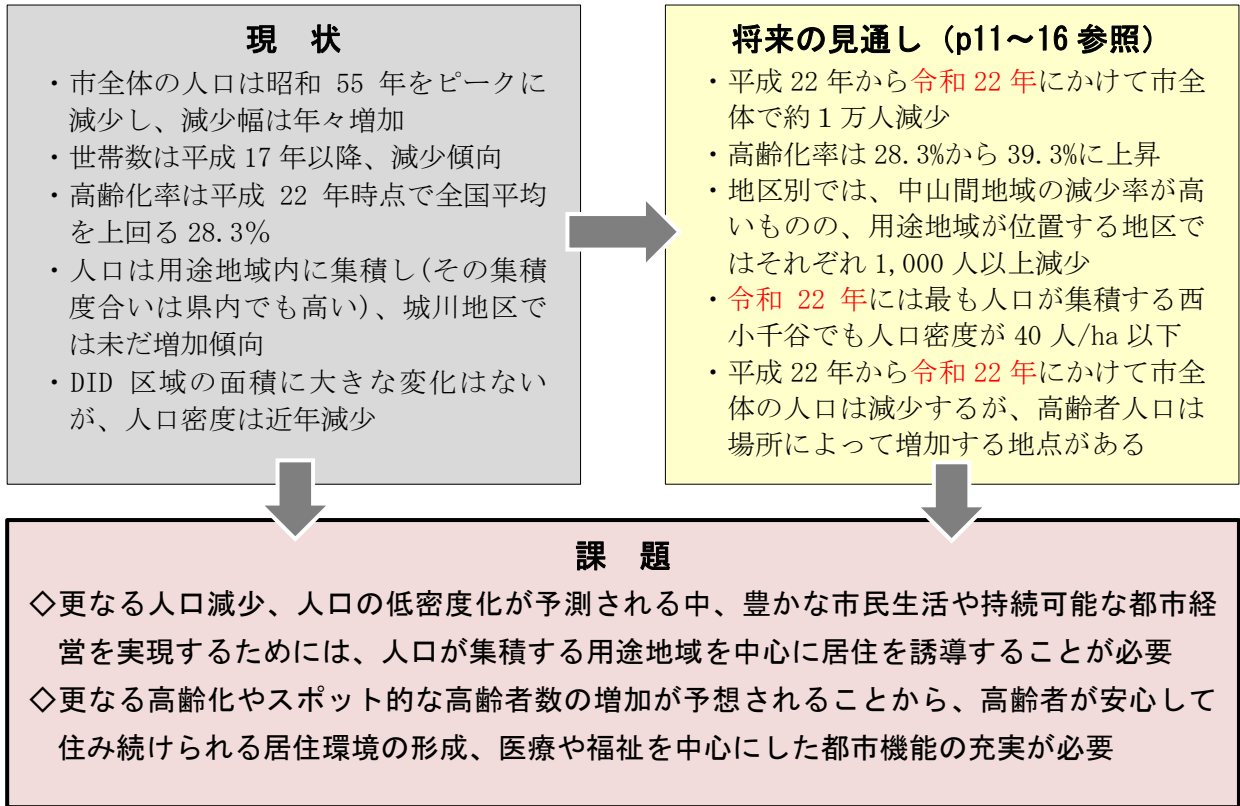 現　状
・市全体の人口は昭和 55 年をピークに
減少し、減少幅は年々増加
・世帯数は平成 17 年以降、減少傾向
・高齢化率は平成 22 年時点で全国平均
を上回る 28.3％
・人口は用途地域内に集積し(その集積
度合いは県内でも高い)、城川地区で
は未だ増加傾向
・DID 区域の面積に大きな変化はない
が、人口密度は近年減少
将来の見通し（p11～16 参照）
・平成 22 年から令和 22 年にかけて市全
体で約１万人減少
・高齢化率は 28.3%から 39.3%に上昇
・地区別では、中山間地域の減少率が高
いものの、用途地域が位置する地区で
はそれぞれ 1,000 人以上減少
・令和 22 年には最も人口が集積する西
小千谷でも人口密度が 40 人/ha 以下
・平成 22 年から令和 22 年にかけて市全
体の人口は減少するが、高齢者人口は
場所によって増加する地点がある
課　題
◇更なる人口減少、人口の低密度化が予測される中、豊かな市民生活や持続可能な都市経
営を実現するためには、人口が集積する用途地域を中心に居住を誘導することが必要
◇更なる高齢化やスポット的な高齢者数の増加が予想されることから、高齢者が安心して
住み続けられる居住環境の形成、医療や福祉を中心にした都市機能の充実が必要